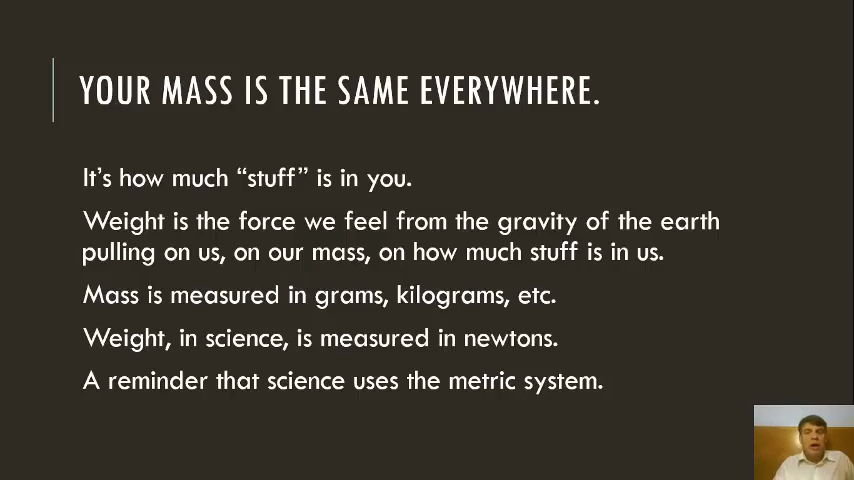 YOUR MASS IS THE SAME EVERYWHERE.
It's how much “stuff” is in you.
Weight is the force we feel from the gravity of the earth
pulling on us, on our mass, on how much stuff is in us.
Mass is measured in grams, kilograms, etc.
Weight, in science, is measured in newtons.
A reminder that science uses the metric system.